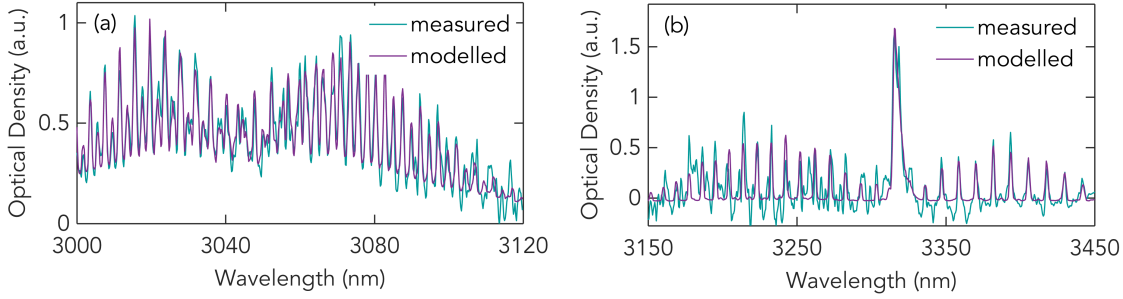 (a)
measured
modelled
Optical Density (a.u.)
1
0.5
0
3000
3040
3080
3120
Wavelength (nm)
(b)
measured
modelled
Optical Density (a.u.)
1.5
1
0.5
0
3150
3250
3350
3450
Wavelength (nm)